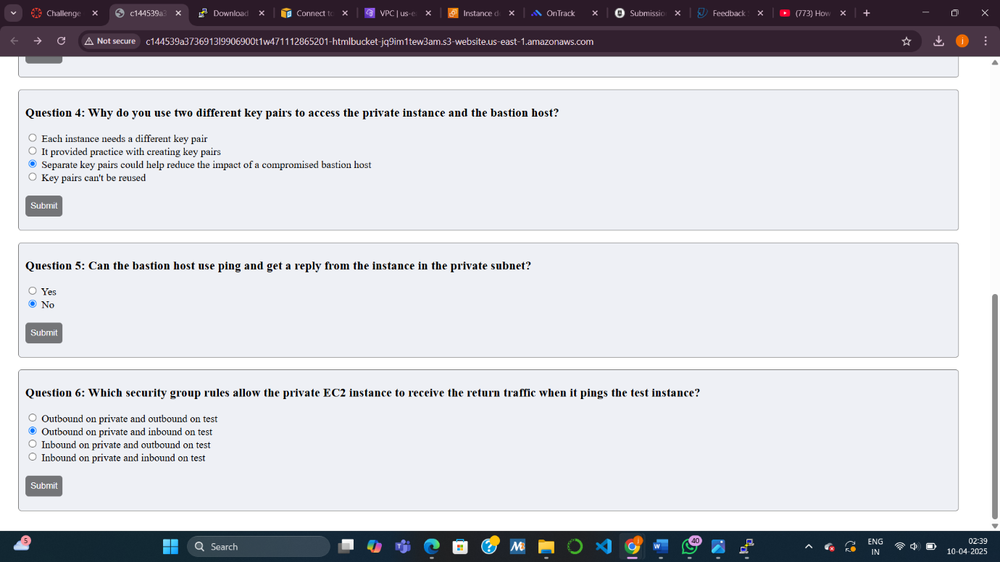 Challenge
c144539a3
Download
Connect to
VPC | us-e
Instance d
OnTrack
Submissio
Feedback
(773) How
Not secure
c144539a3736913l9906900t1w471112865201-htmlbucket-jq9im1tew3am.s3-website.us-east-1.amazonaws.com
j
Question 4: Why do you use two different key pairs to access the private instance and the bastion host?
Each instance needs a different key pair
It provided practice with creating key pairs
Separate key pairs could help reduce the impact of a compromised bastion host
Key pairs can't be reused
Submit
Question 5: Can the bastion host use ping and get a reply from the instance in the private subnet?
Yes
No
Submit
Question 6: Which security group rules allow the private EC2 instance to receive the return traffic when it pings the test instance?
Outbound on private and outbound on test
Outbound on private and inbound on test
Inbound on private and outbound on test
Inbound on private and inbound on test
Submit
5
Search
40
ENG
IN
02:39
10-04-2025